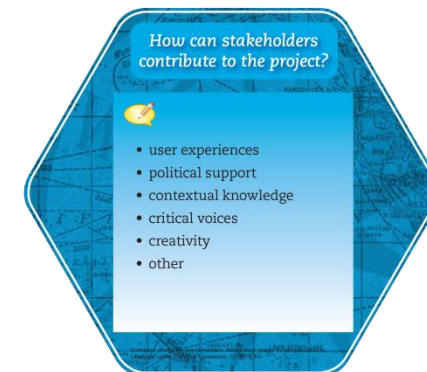 How can stakeholders
contribute to the project?
• user experiences
• political support
• contextual knowledge
• critical voices
• creativity
• other